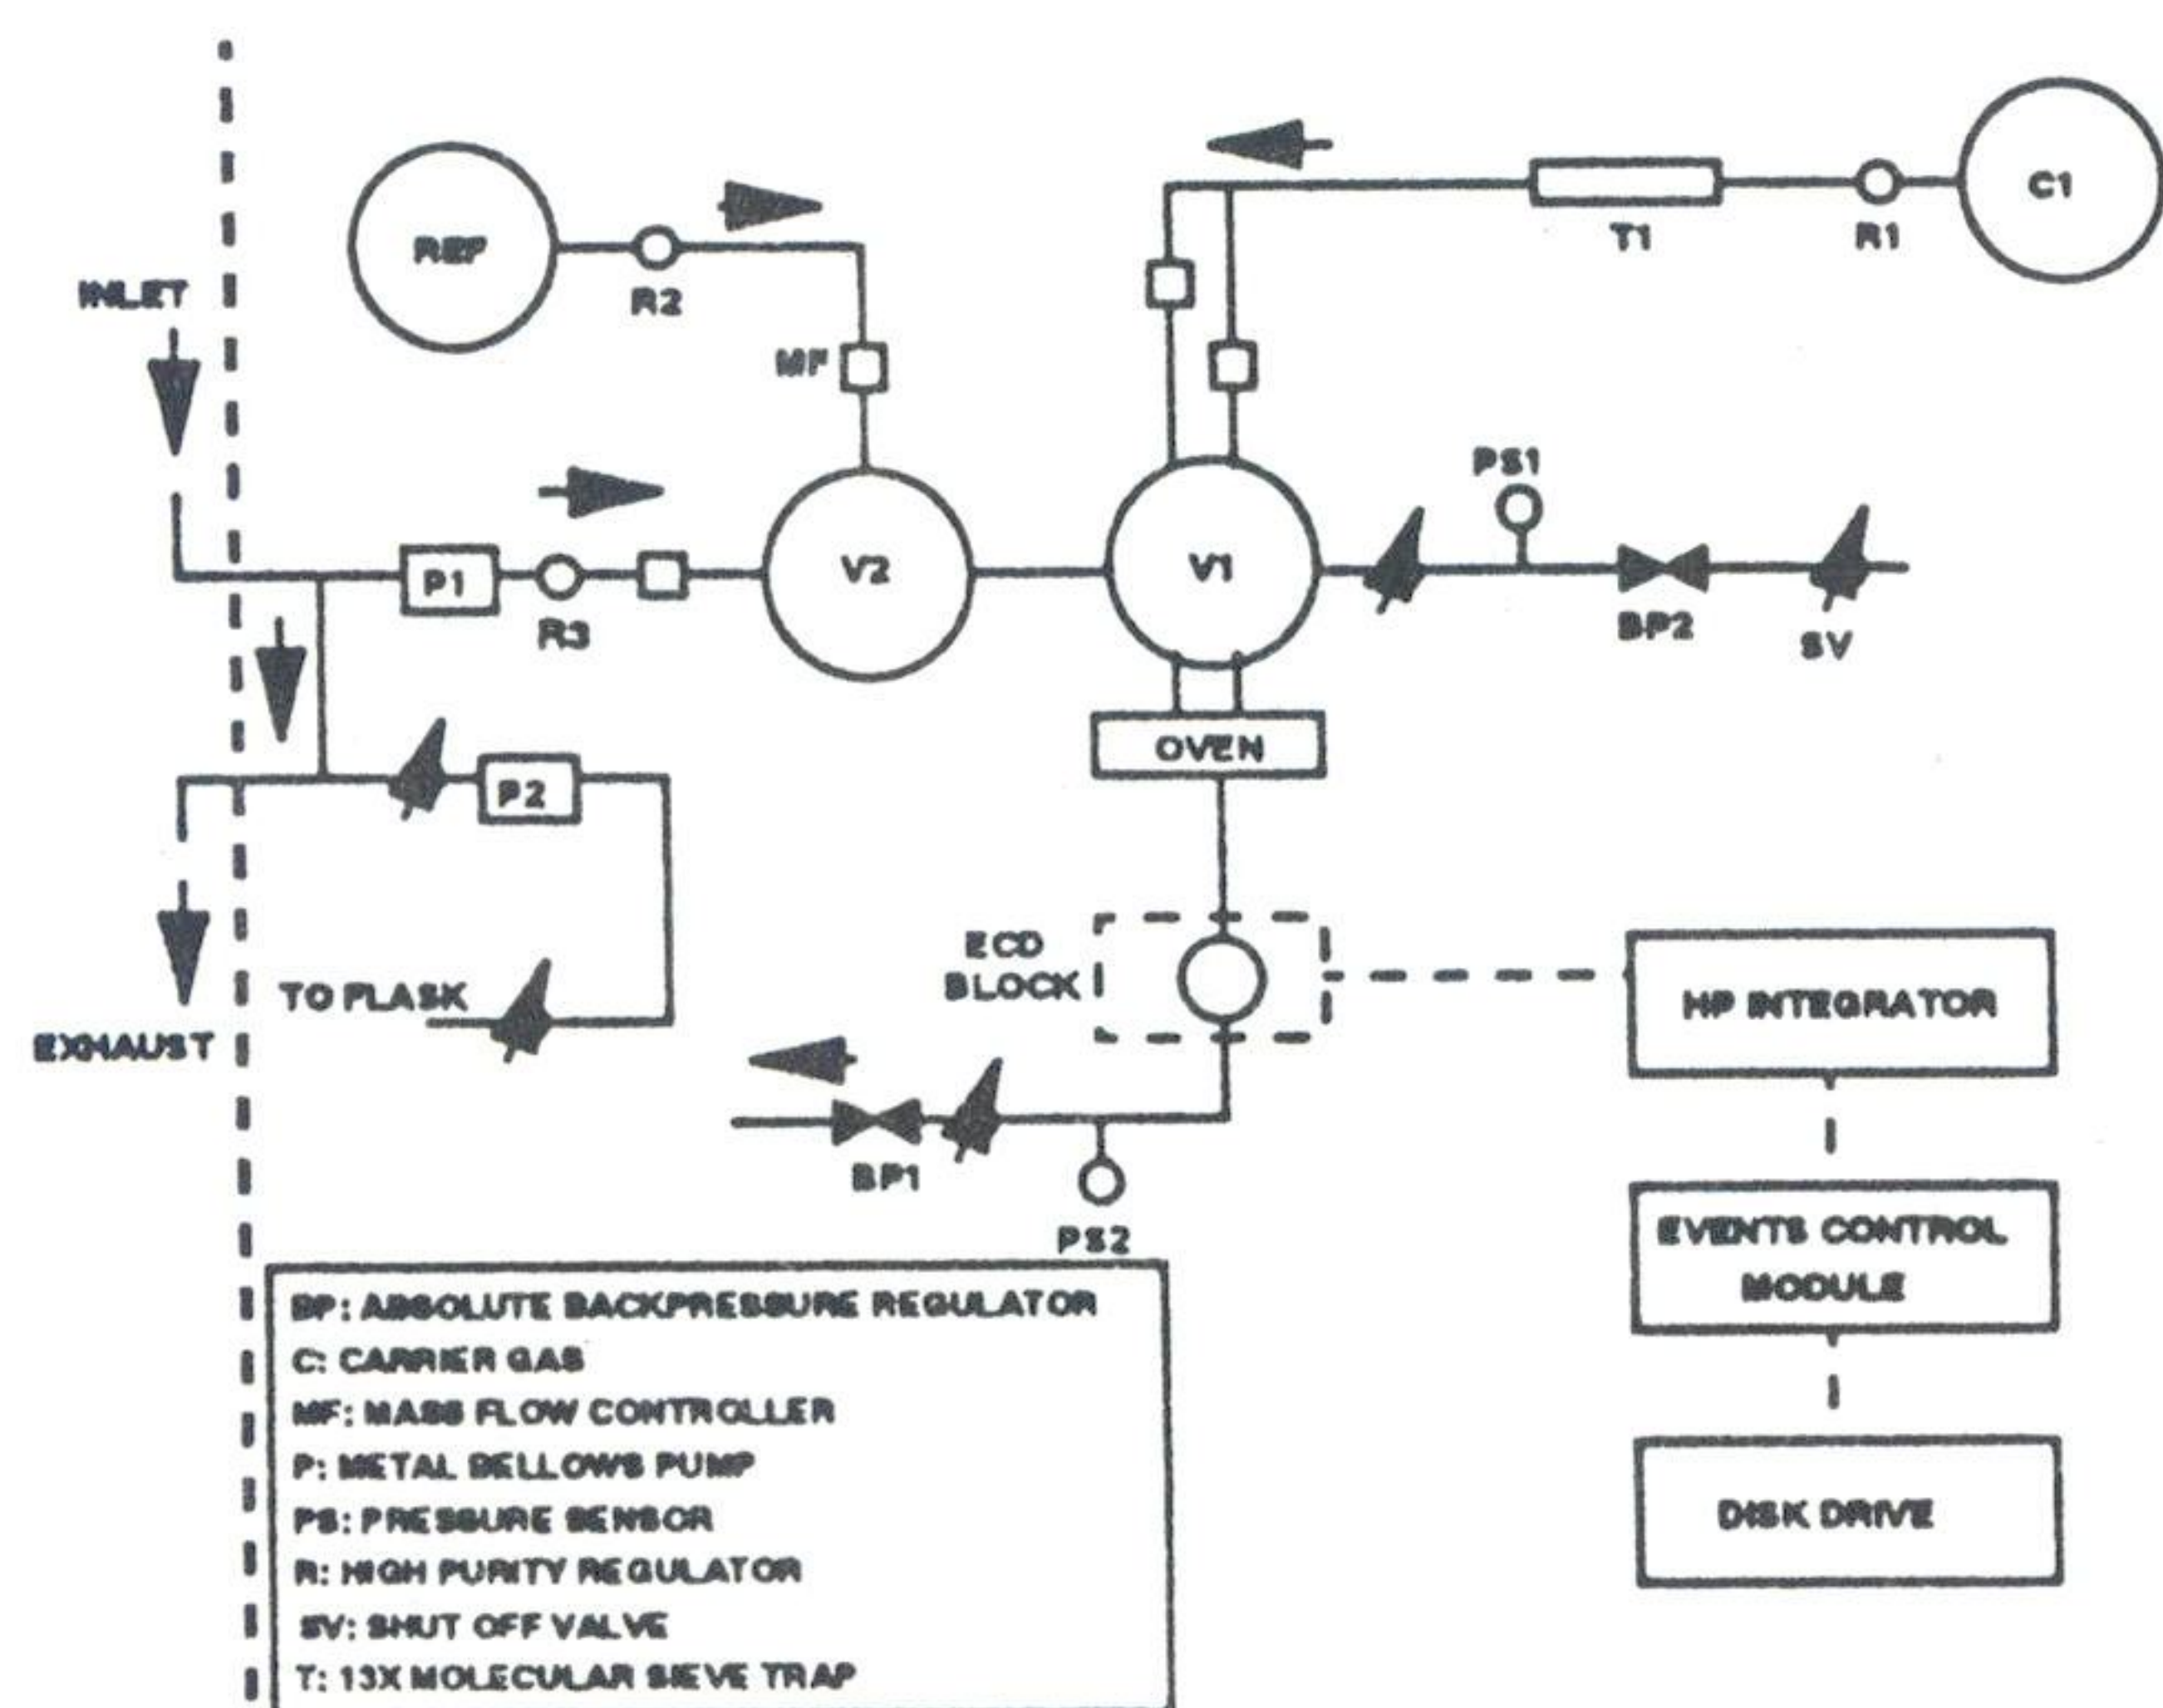 C1
T1
R1
REF
R2
INLET
MF
PS1
V2
V1
P1
R3
BP2
SV
OVEN
P2
ECD
BLOCK
TO FLASK
HP INTEGRATOR
EXHAUST
BP1
PS2
EVENTS CONTROL
MODULE
DISK DRIVE
BP: ABSOLUTE BACKPRESSURE REGULATOR
C: CARRIER GAS
MF: MASS FLOW CONTROLLER
P: METAL BELLOWS PUMP
PS: PRESSURE SENSOR
R: HIGH PURITY REGULATOR
SV: SHUT OFF VALVE
T: 13X MOLECULAR SIEVE TRAP